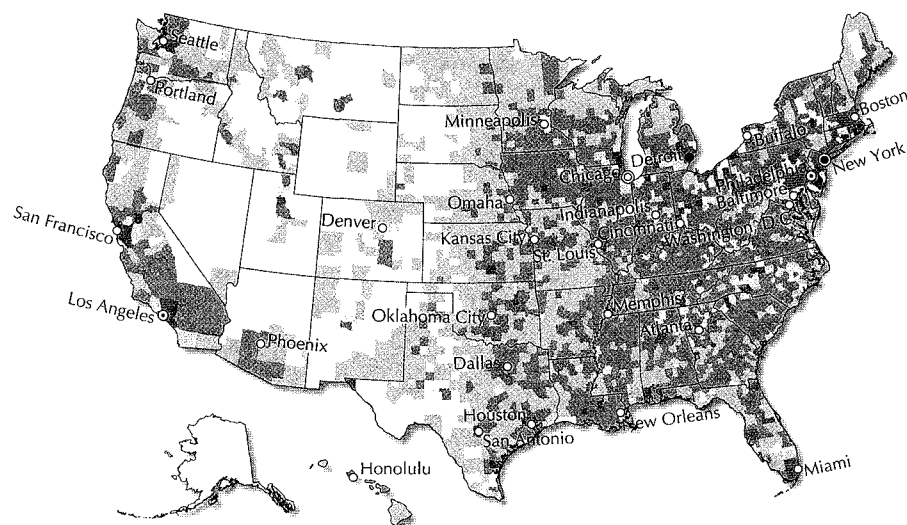 Seattle
Portland
Minneapolis
Boston
Buffalo
Detroit
New York
Chicago
Philadelphia
Baltimore
Omaha
Indianapolis
San Francisco
Denver
Kansas City
Cincinnati
Washington, D.C.
St. Louis
Los Angeles
Oklahoma City
Memphis
Phoenix
Atlanta
Dallas
Houston
New Orleans
San Antonio
Honolulu
Miami